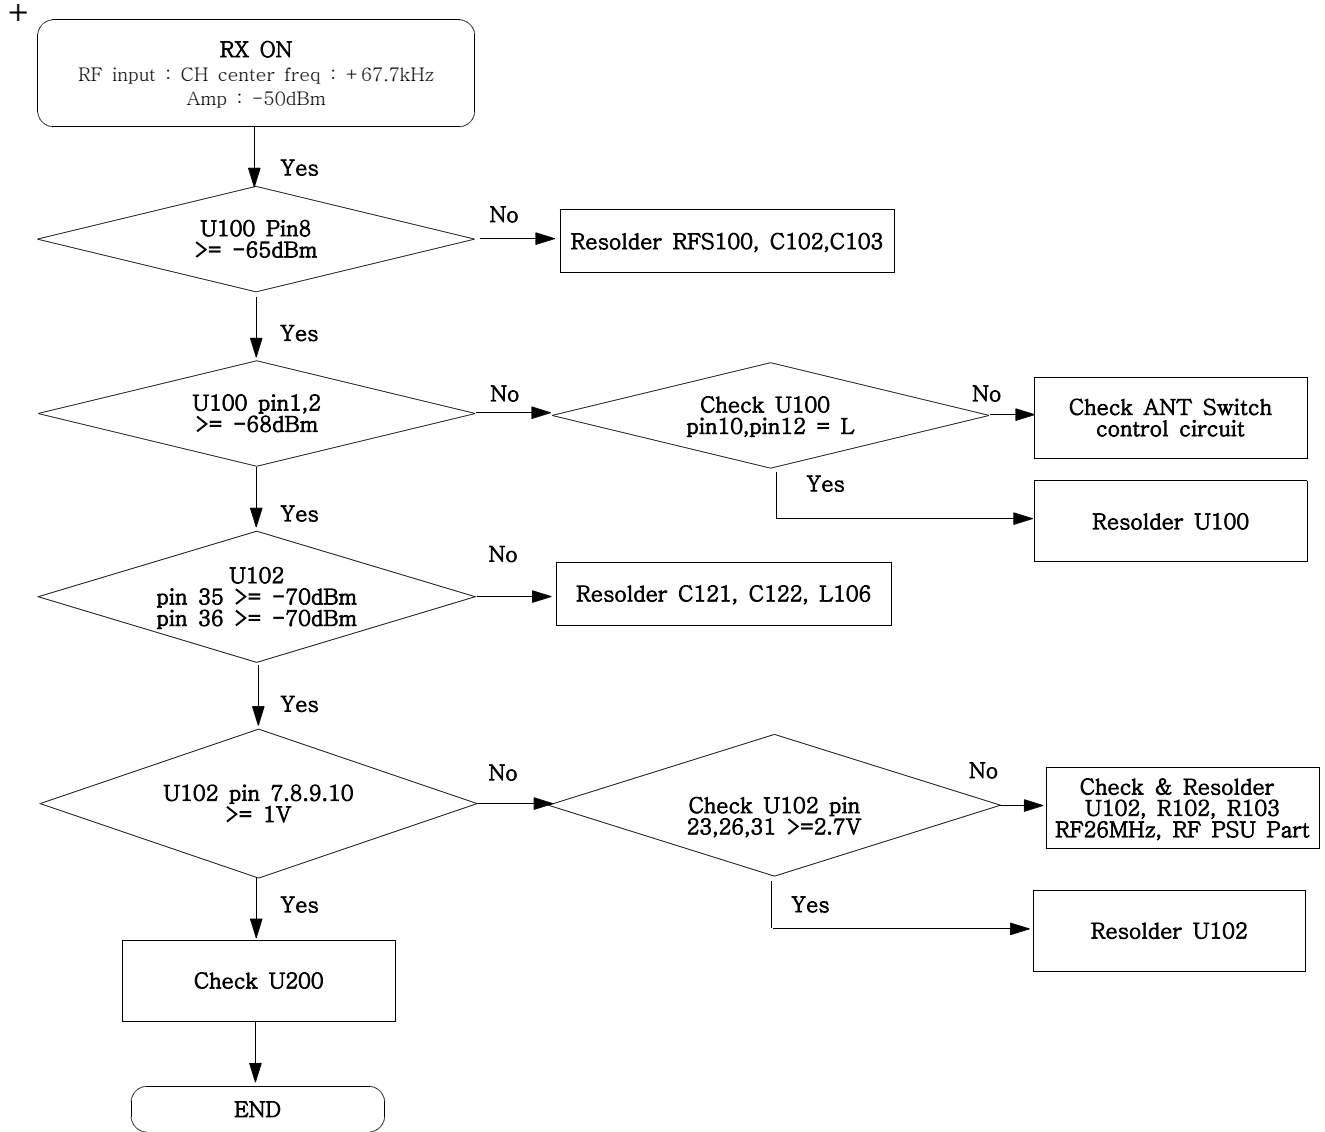 +
RX ON
RF input : CH center freq : +67.7kHz
Amp : -50dBm
Yes
U100 Pin8
>= -65dBm
No
Resolder RFS100, C102,C103
Yes
U100 pin1,2
>= -68dBm
No
Check U100
pin10,pin12 = L
No
Check ANT Switch
control circuit
Yes
Resolder U100
Yes
U102
pin 35 >= -70dBm
pin 36 >= -70dBm
No
Resolder C121, C122, L106
Yes
U102 pin 7.8.9.10
>= 1V
No
Check U102 pin
23,26,31 >=2.7V
No
Check & Resolder
U102, R102, R103
RF26MHz, RF PSU Part
Yes
Resolder U102
Yes
Check U200
END